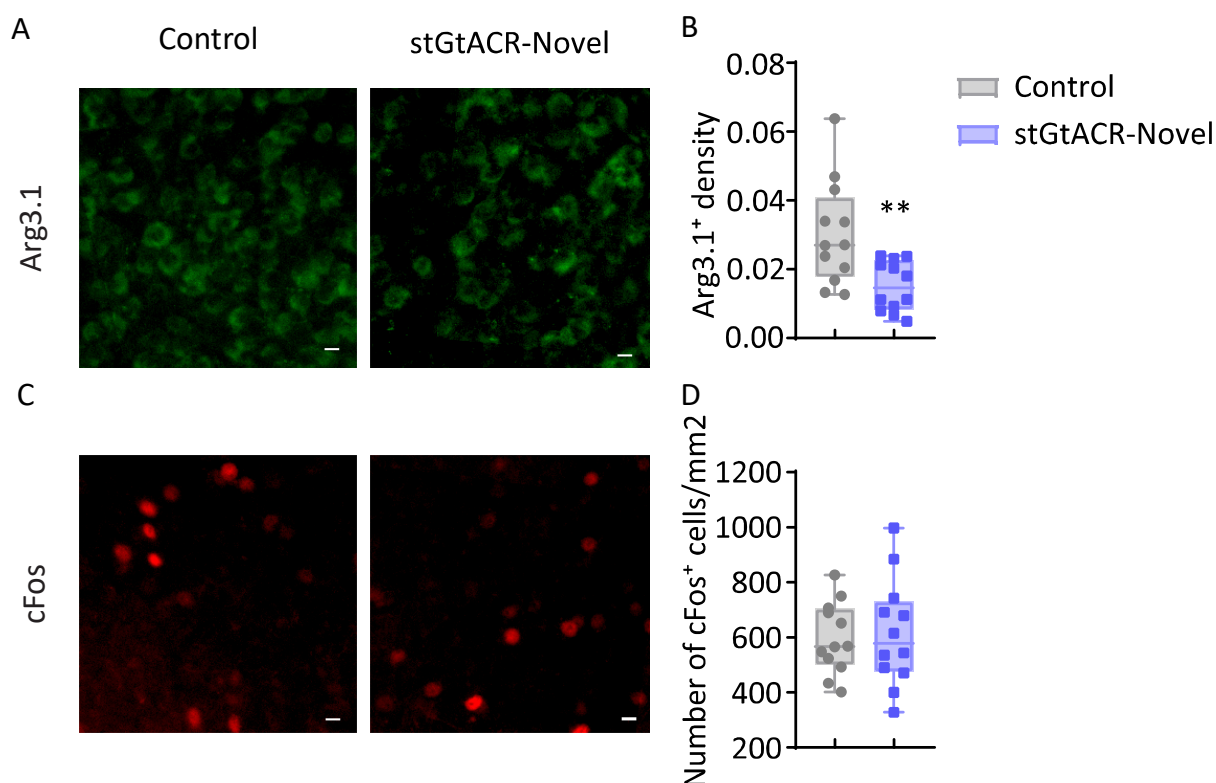 A
Control
stGtACR-Novel
Arg3.1
B
Arg3.1⁺ density
0.08
0.06
0.04
0.02
0.00
**
Control
stGtACR-Novel
C
cFos
D
Number of cFos⁺ cells/mm2
1200
1000
800
600
400
200